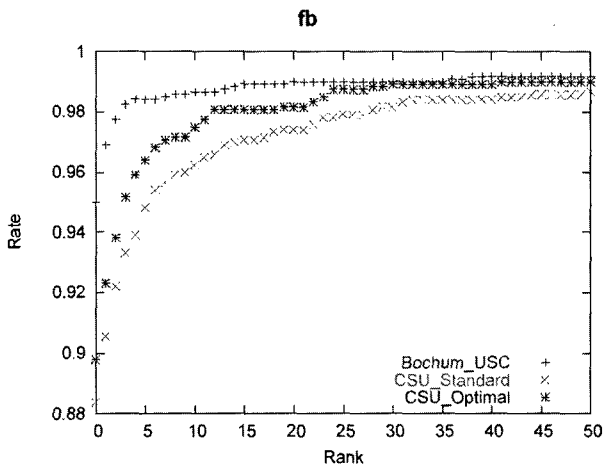 fb
1
0.98
0.96
0.94
0.92
0.9
0.88
Rate
0 5 10 15 20 25 30 35 40 45 50
Rank
Bochum_USC
CSU_Standard
CSU_Optimal